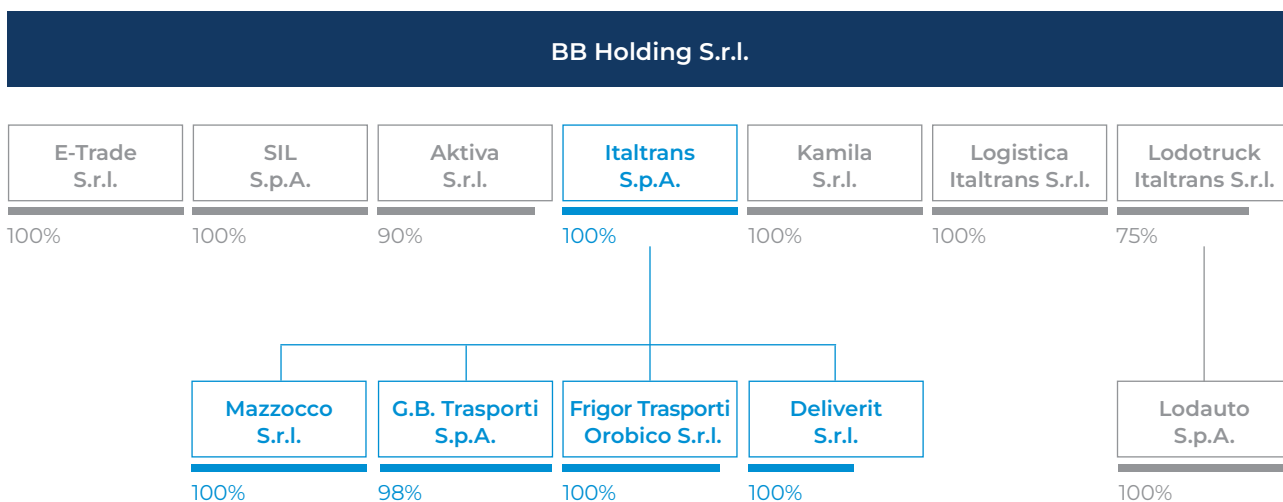 BB Holding S.r.l.
E-Trade
S.r.l.
SIL
S.p.A.
Aktiva
S.r.l.
Italtrans
S.p.A.
Kamila
S.r.l.
Logistica
Italtrans S.r.l.
Lodotruck
Italtrans S.r.l.
100%
100%
90%
100%
100%
100%
75%
Mazzocco
S.r.l.
G.B. Trasporti
S.p.A.
Frigor Trasporti
Orobico S.r.l.
Deliverit
S.r.l.
Lodauto
S.p.A.
100%
98%
100%
100%
100%